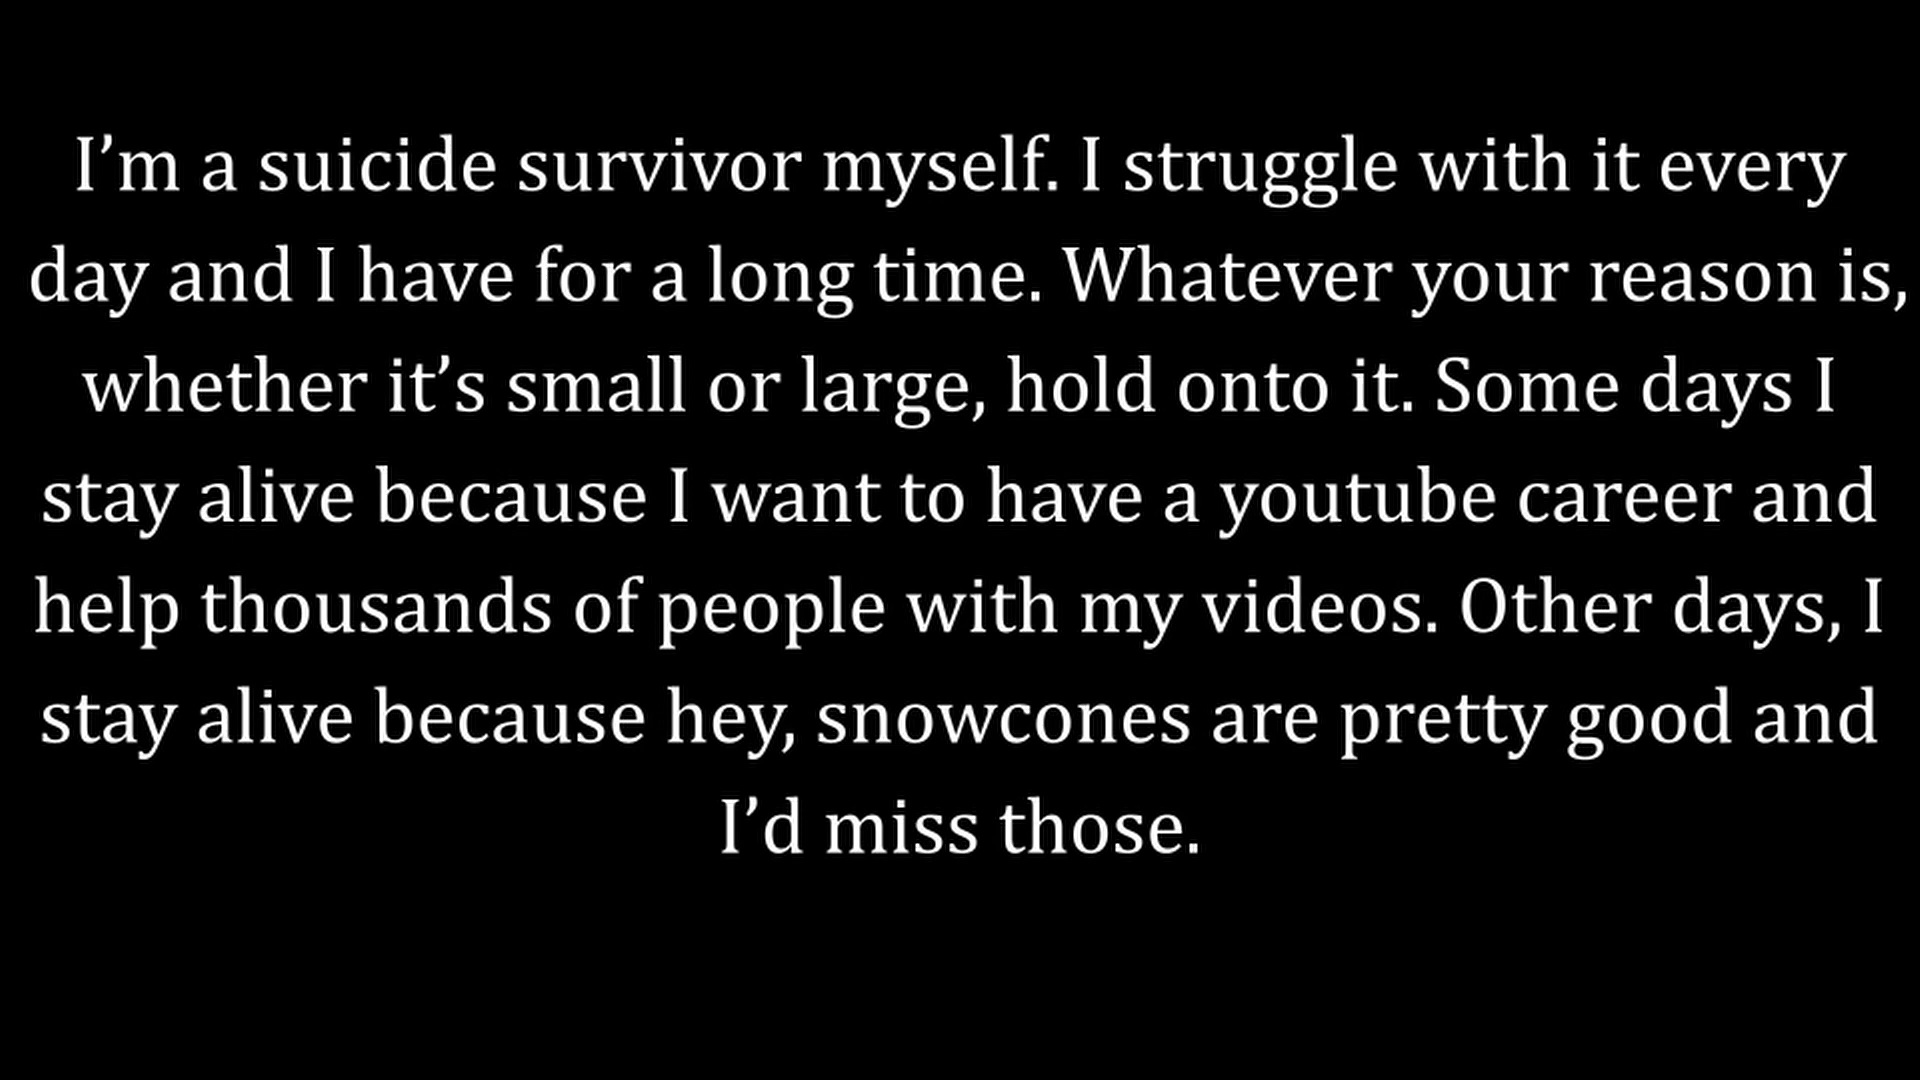 I’m a suicide survivor myself. I struggle with it every
day and I have for a long time. Whatever your reason is,
whether it’s small or large, hold onto it. Some days I
stay alive because I want to have a youtube career and
help thousands of people with my videos. Other days, I
stay alive because hey, snowcones are pretty good and
I’d miss those.